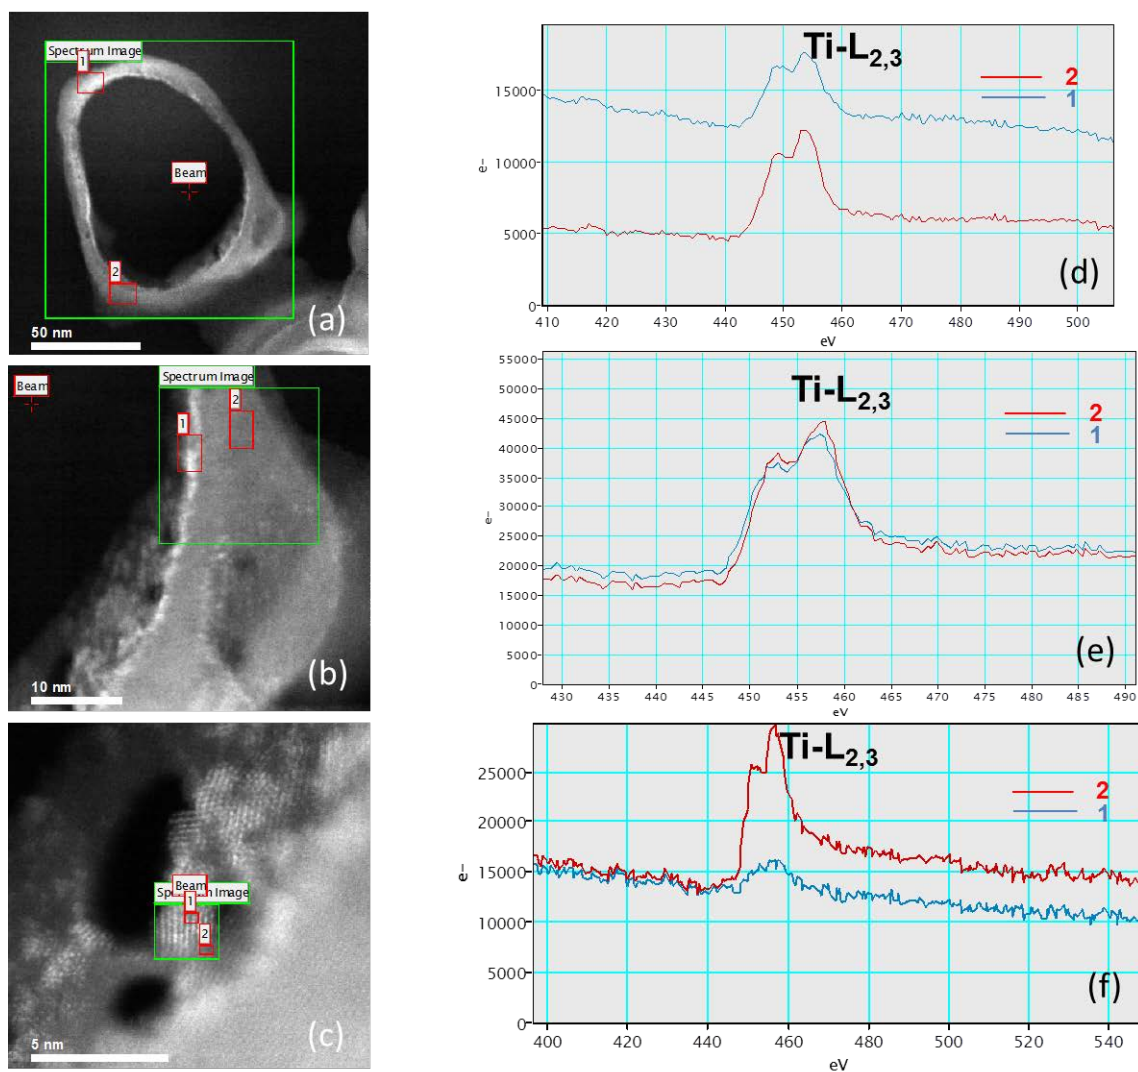 Spectrum Image
1
Beam
2
50 nm
(a)
Ti-L2,3
2
1
15000
10000
5000
0
e-
410 420 430 440 450 460 470 480 490 500
eV
(d)
Spectrum Image
Beam
2
1
10 nm
(b)
55000
50000
45000
40000
35000
30000
25000
20000
15000
10000
5000
0
e-
Ti-L2,3
2
1
430 435 440 445 450 455 460 465 470 475 480 485 490
eV
(e)
Beam
Spectrum Image
1
2
5 nm
(c)
Ti-L2,3
2
1
25000
20000
15000
10000
5000
0
e-
400 420 440 460 480 500 520 540
eV
(f)